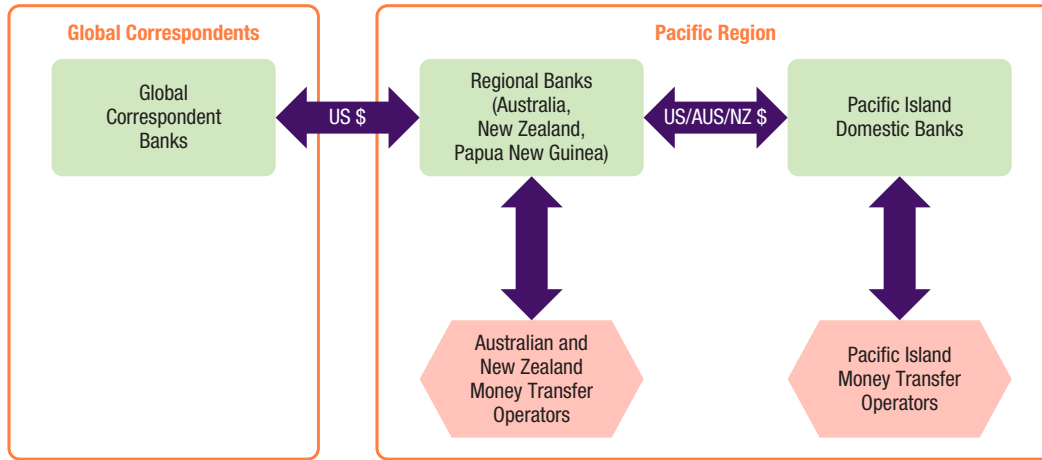 Global Correspondents
Global
Correspondent
Banks
US $
Pacific Region
Regional Banks
(Australia,
New Zealand,
Papua New Guinea)
US/AUS/NZ $
Pacific Island
Domestic Banks
Australian and
New Zealand
Money Transfer
Operators
Pacific Island
Money Transfer
Operators